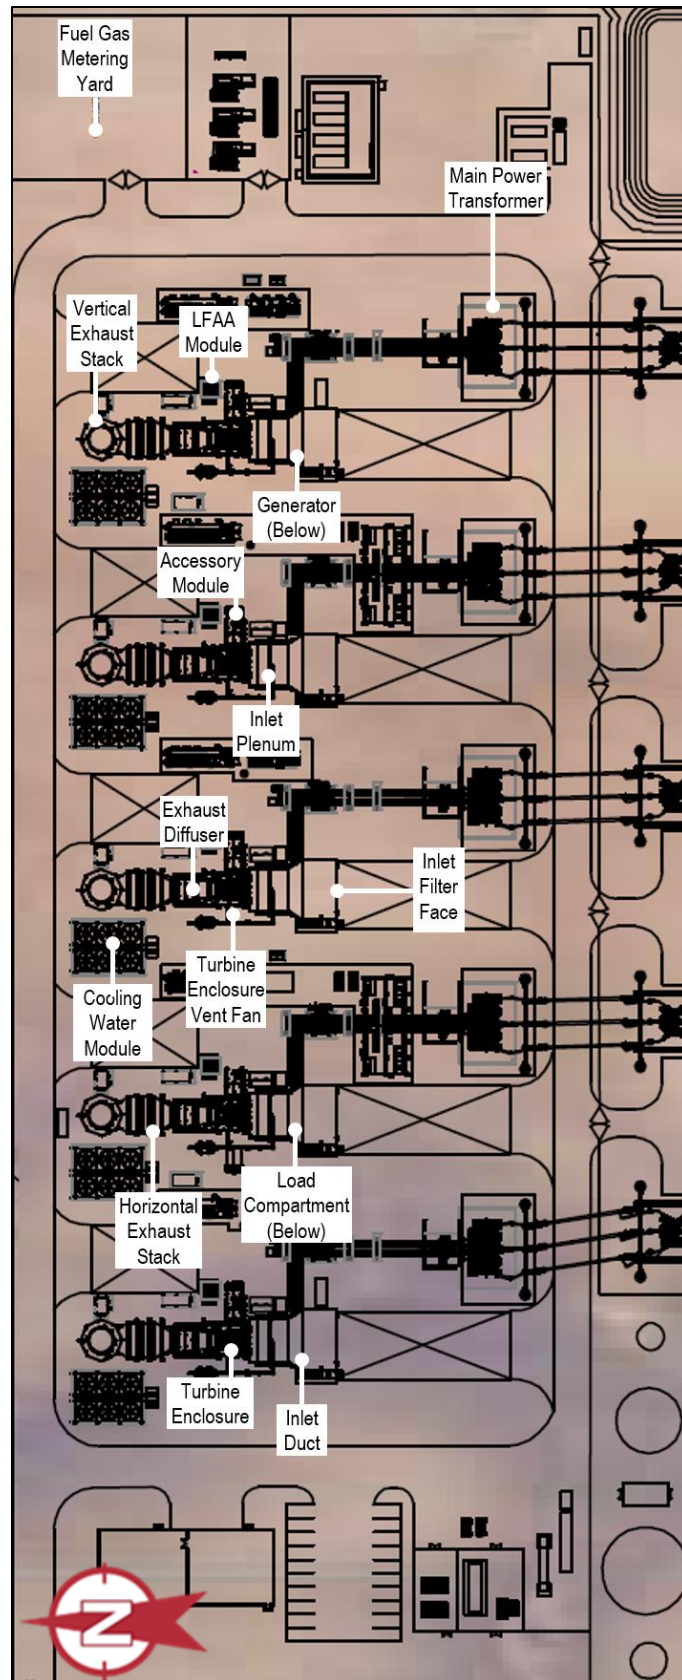 Fuel Gas
Metering
Yard
Main Power
Transformer
Vertical
Exhaust
Stack
LFAA
Module
Generator
(Below)
Accessory
Module
Inlet
Plenum
Exhaust
Diffuser
Inlet
Filter
Face
Turbine
Enclosure
Vent Fan
Cooling
Water
Module
Load
Compartment
(Below)
Horizontal
Exhaust
Stack
Turbine
Enclosure
Inlet
Duct
N